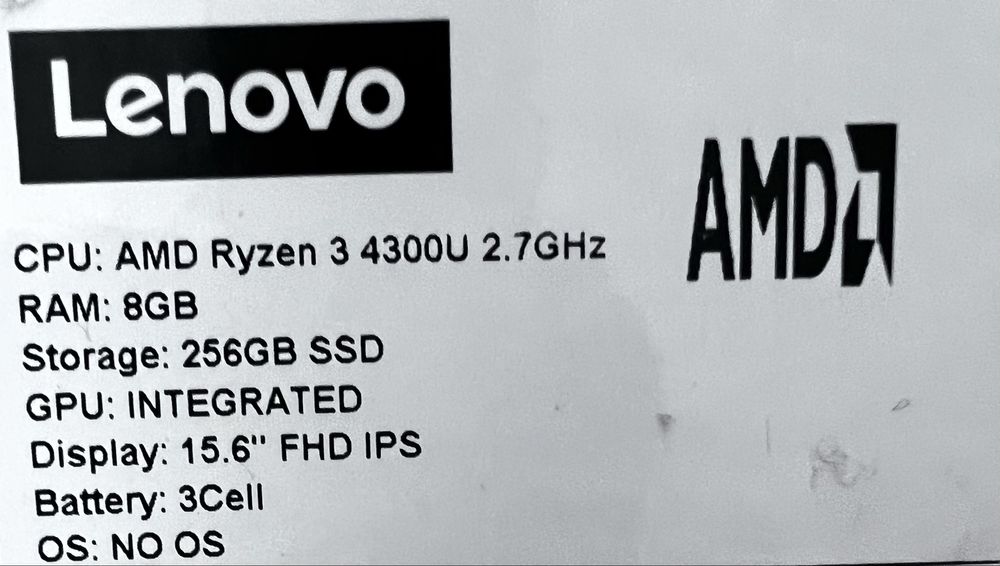 Lenovo
AMD
CPU: AMD Ryzen 3 4300U 2.7GHz
RAM: 8GB
Storage: 256GB SSD
GPU: INTEGRATED
Display: 15.6" FHD IPS
Battery: 3Cell
OS: NO OS